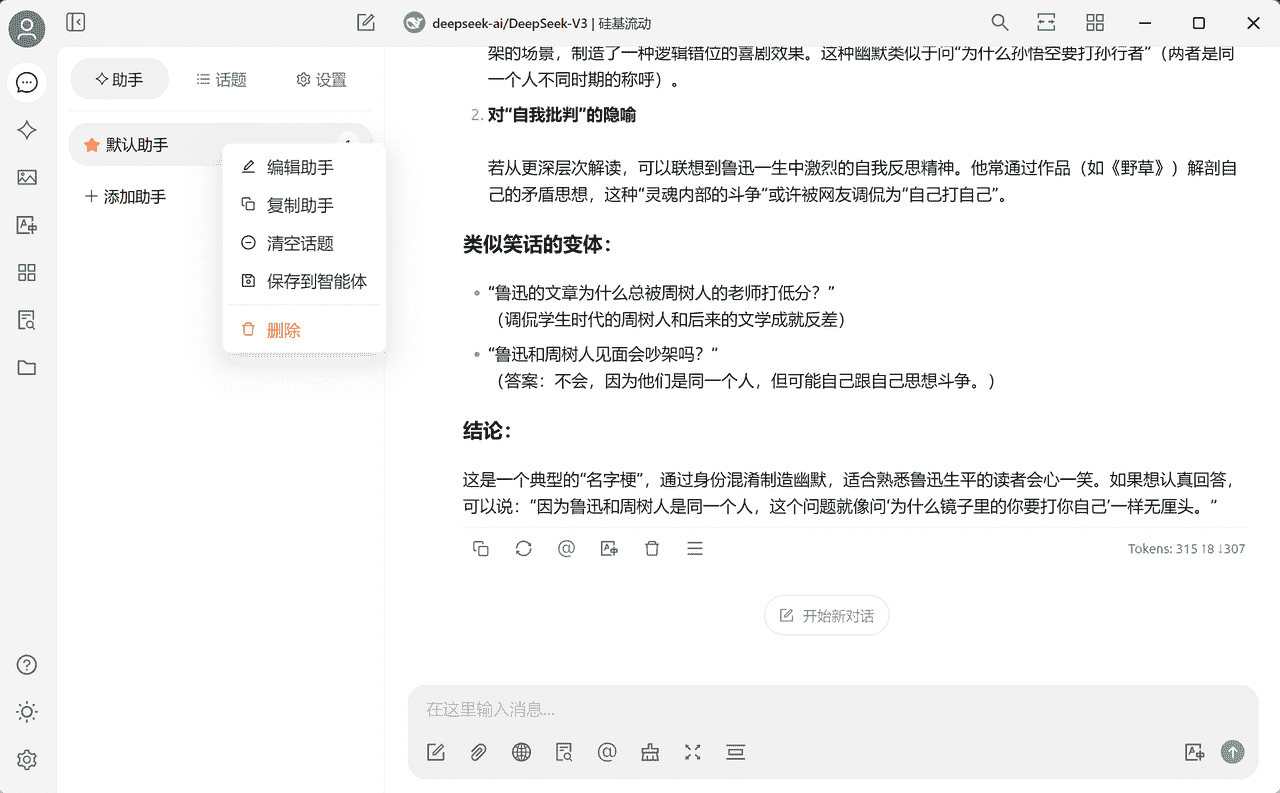 deepseek-ai/DeepSeek-V3 | 硅基流动
助手
话题
设置
默认助手
添加助手
编辑助手
复制助手
清空话题
保存到智能体
删除
架的场景，制造了一种逻辑错位的喜剧效果。这种幽默类似于问“为什么孙悟空要打孙行者”（两者是同
一个人不同时期的称呼）。
2. 对“自我批判”的隐喻
若从更深层次解读，可以联想到鲁迅一生中激烈的自我反思精神。他常通过作品（如《野草》）解剖自
己的矛盾思想，这种“灵魂内部的斗争”或许被网友调侃为“自己打自己”。
类似笑话的变体：
• “鲁迅的文章为什么总被周树人的老师打低分？”
（调侃学生时代的周树人和后来的文学成就反差）
• “鲁迅和周树人见面会吵架吗？“
（答案：不会，因为他们是同一个人，但可能自己跟自己思想斗争。）
结论：
这是一个典型的“名字梗”，通过身份混淆制造幽默，适合熟悉鲁迅生平的读者会心一笑。如果想认真回答，
可以说：“因为鲁迅和周树人是同一个人，这个问题就像问‘为什么镜子里的你要打你自己’一样无厘头。”
Tokens: 315 ↑8 ↓307
开始新对话
在这里输入消息...